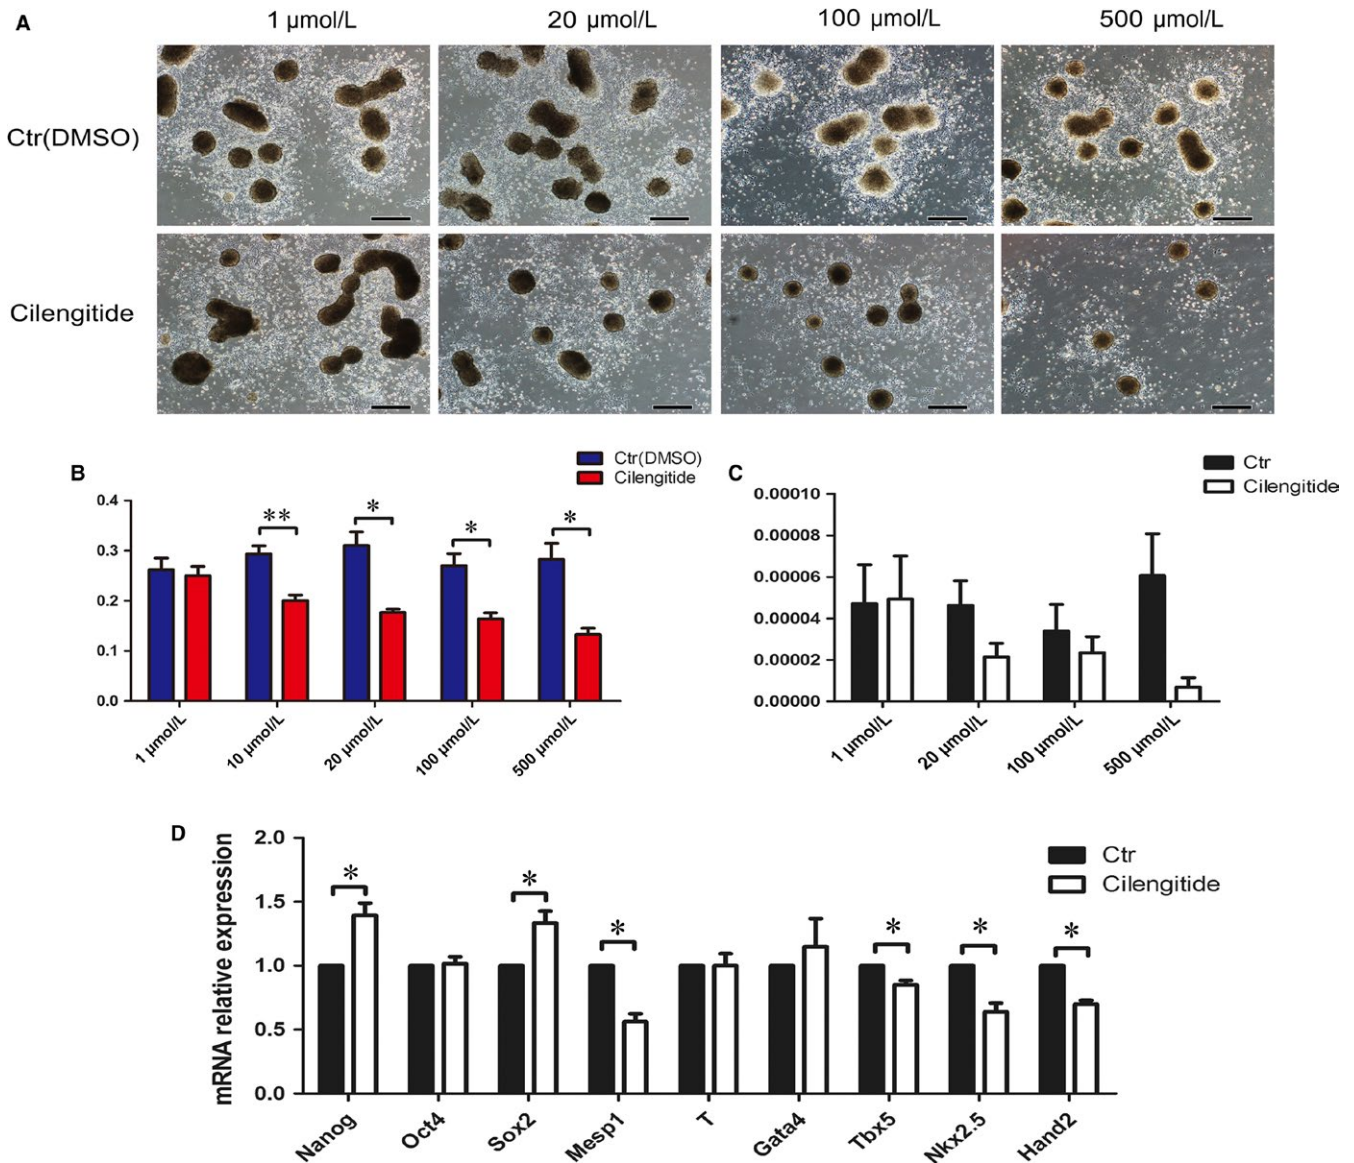 A
1 μmol/L 20 μmol/L 100 μmol/L 500 μmol/L
Ctr(DMSO)
Cilengitide
B
Ctr(DMSO)
Cilengitide
0.4
0.3
0.2
0.1
0.0
** * * *
1 μmol/L 10 μmol/L 20 μmol/L 100 μmol/L 500 μmol/L
C
Ctr
Cilengitide
0.00010
0.00008
0.00006
0.00004
0.00002
0.00000
1 μmol/L 20 μmol/L 100 μmol/L 500 μmol/L
D
mRNA relative expression
2.0
1.5
1.0
0.5
0.0
Ctr
Cilengitide
* * * * * *
Nanog Oct4 Sox2 Mesp1 T Gata4 Tbx5 Nkx2.5 Hand2